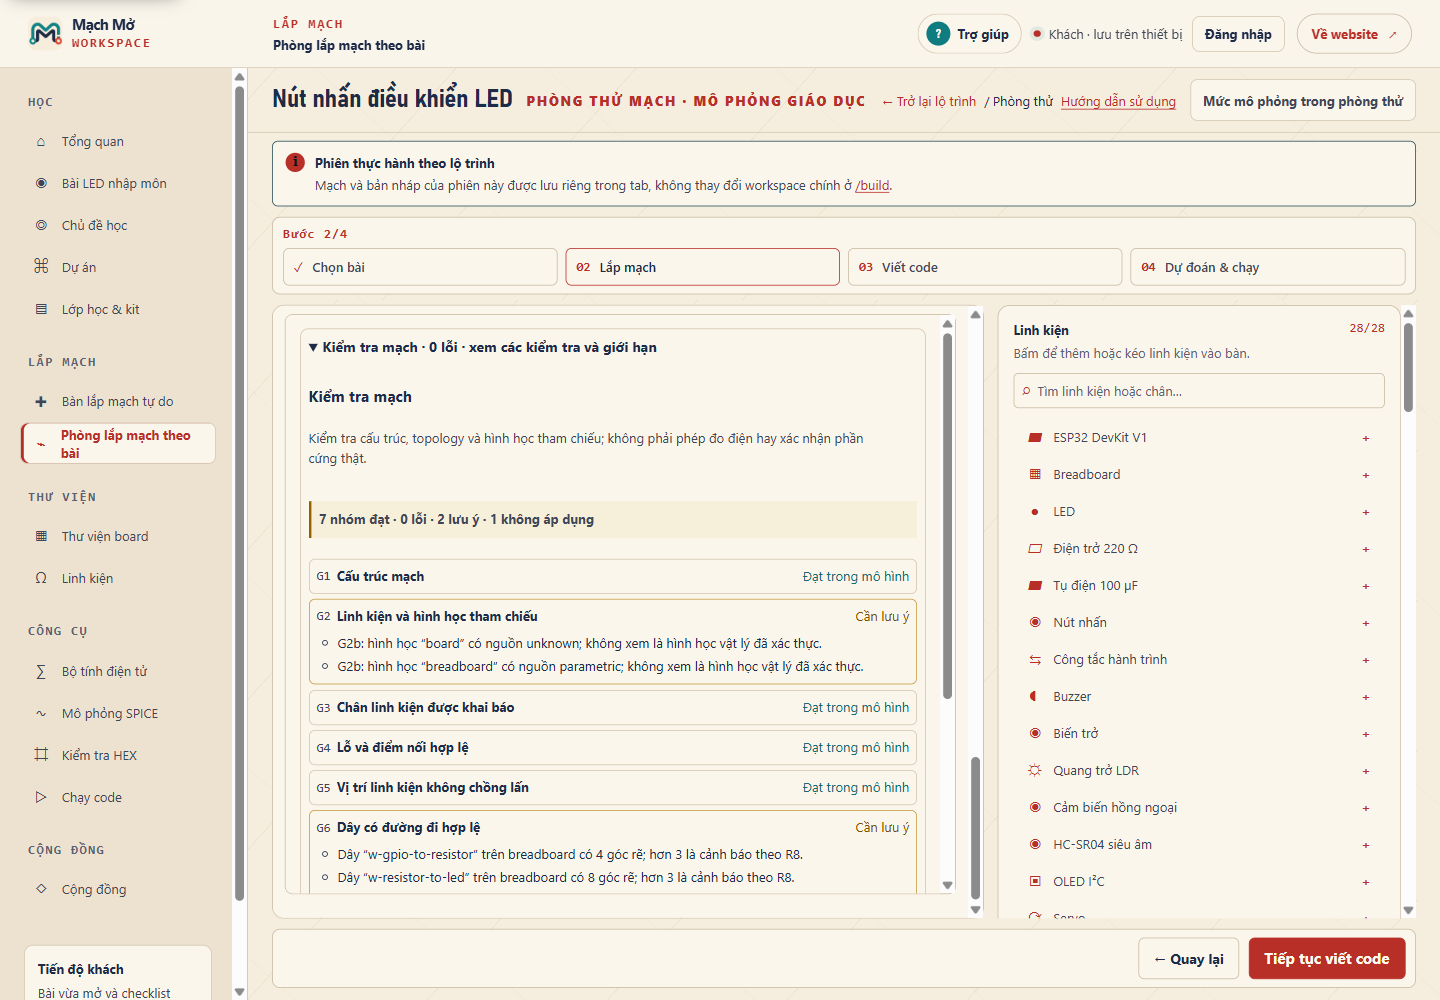 Mạch Mở
WORKSPACE
LẮP MẠCH
Phòng lắp mạch theo bài
? Trợ giúp
Khách · lưu trên thiết bị
Đăng nhập
Về website ↗
HỌC
Tổng quan
Bài LED nhập môn
Chủ đề học
Dự án
Lớp học & kit
LẮP MẠCH
Bàn lắp mạch tự do
Phòng lắp mạch theo
bài
THƯ VIỆN
Thư viện board
Linh kiện
CÔNG CỤ
Bộ tính điện tử
Mô phỏng SPICE
Kiểm tra HEX
Chạy code
CỘNG ĐỒNG
Cộng đồng
Tiến độ khách
Bài vừa mở và checklist
Nút nhấn điều khiển LED
PHÒNG THỬ MẠCH · MÔ PHỎNG GIÁO DỤC
← Trở lại lộ trình / Phòng thử Hướng dẫn sử dụng
Mức mô phỏng trong phòng thử
Phiên thực hành theo lộ trình
Mạch và bản nháp của phiên này được lưu riêng trong tab, không thay đổi workspace chính ở /build.
Bước 2/4
✓ Chọn bài
02 Lắp mạch
03 Viết code
04 Dự đoán & chạy
▼ Kiểm tra mạch · 0 lỗi · xem các kiểm tra và giới hạn
Kiểm tra mạch
Kiểm tra cấu trúc, topology và hình học tham chiếu; không phải phép đo điện hay xác nhận phần
cứng thật.
7 nhóm đạt · 0 lỗi · 2 lưu ý · 1 không áp dụng
G1 Cấu trúc mạch Đạt trong mô hình
G2 Linh kiện và hình học tham chiếu Cần lưu ý
G2b: hình học “board” có nguồn unknown; không xem là hình học vật lý đã xác thực.
G2b: hình học “breadboard” có nguồn parametric; không xem là hình học vật lý đã xác thực.
G3 Chân linh kiện được khai báo Đạt trong mô hình
G4 Lỗ và điểm nối hợp lệ Đạt trong mô hình
G5 Vị trí linh kiện không chồng lấn Đạt trong mô hình
G6 Dây có đường đi hợp lệ Cần lưu ý
Dây “w-gpio-to-resistor” trên breadboard có 4 góc rẽ; hơn 3 là cảnh báo theo R8.
Dây “w-resistor-to-led” trên breadboard có 8 góc rẽ; hơn 3 là cảnh báo theo R8.
Linh kiện 28/28
Bấm để thêm hoặc kéo linh kiện vào bàn.
Tìm linh kiện hoặc chân...
ESP32 DevKit V1 +
Breadboard +
LED +
Điện trở 220 Ω +
Tụ điện 100 µF +
Nút nhấn +
Công tắc hành trình +
Buzzer +
Biến trở +
Quang trở LDR +
Cảm biến hồng ngoại +
HC-SR04 siêu âm +
OLED I²C +
Servo +
← Quay lại
Tiếp tục viết code